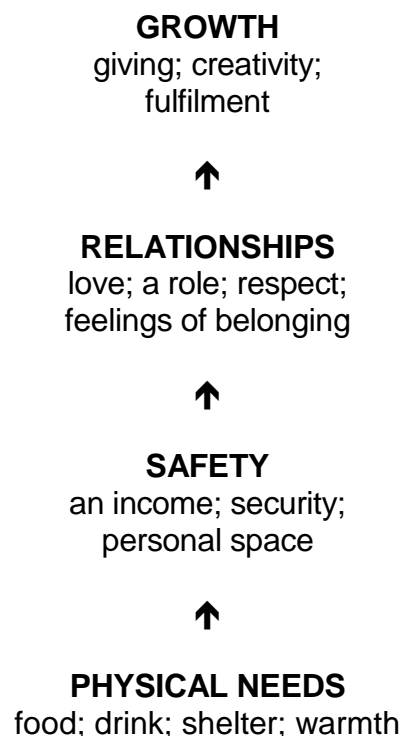 GROWTH
giving; creativity;
fulfilment
RELATIONSHIPS
love; a role; respect;
feelings of belonging
SAFETY
an income; security;
personal space
PHYSICAL NEEDS
food; drink; shelter; warmth